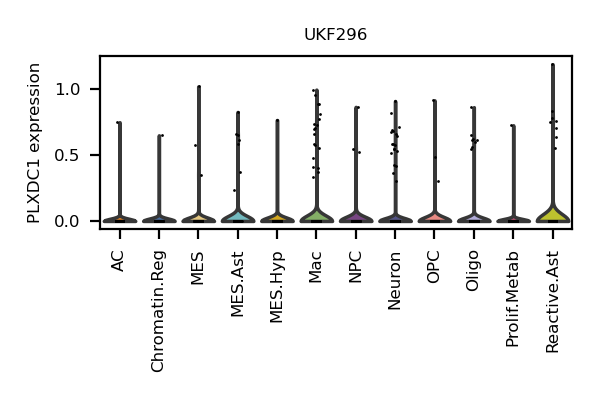 UKF296
PLXDC1 expression
1.0
0.5
0.0
AC
Chromatin.Reg
MES
MES.Ast
MES.Hyp
Mac
NPC
Neuron
OPC
Oligo
Prolif.Metab
Reactive.Ast